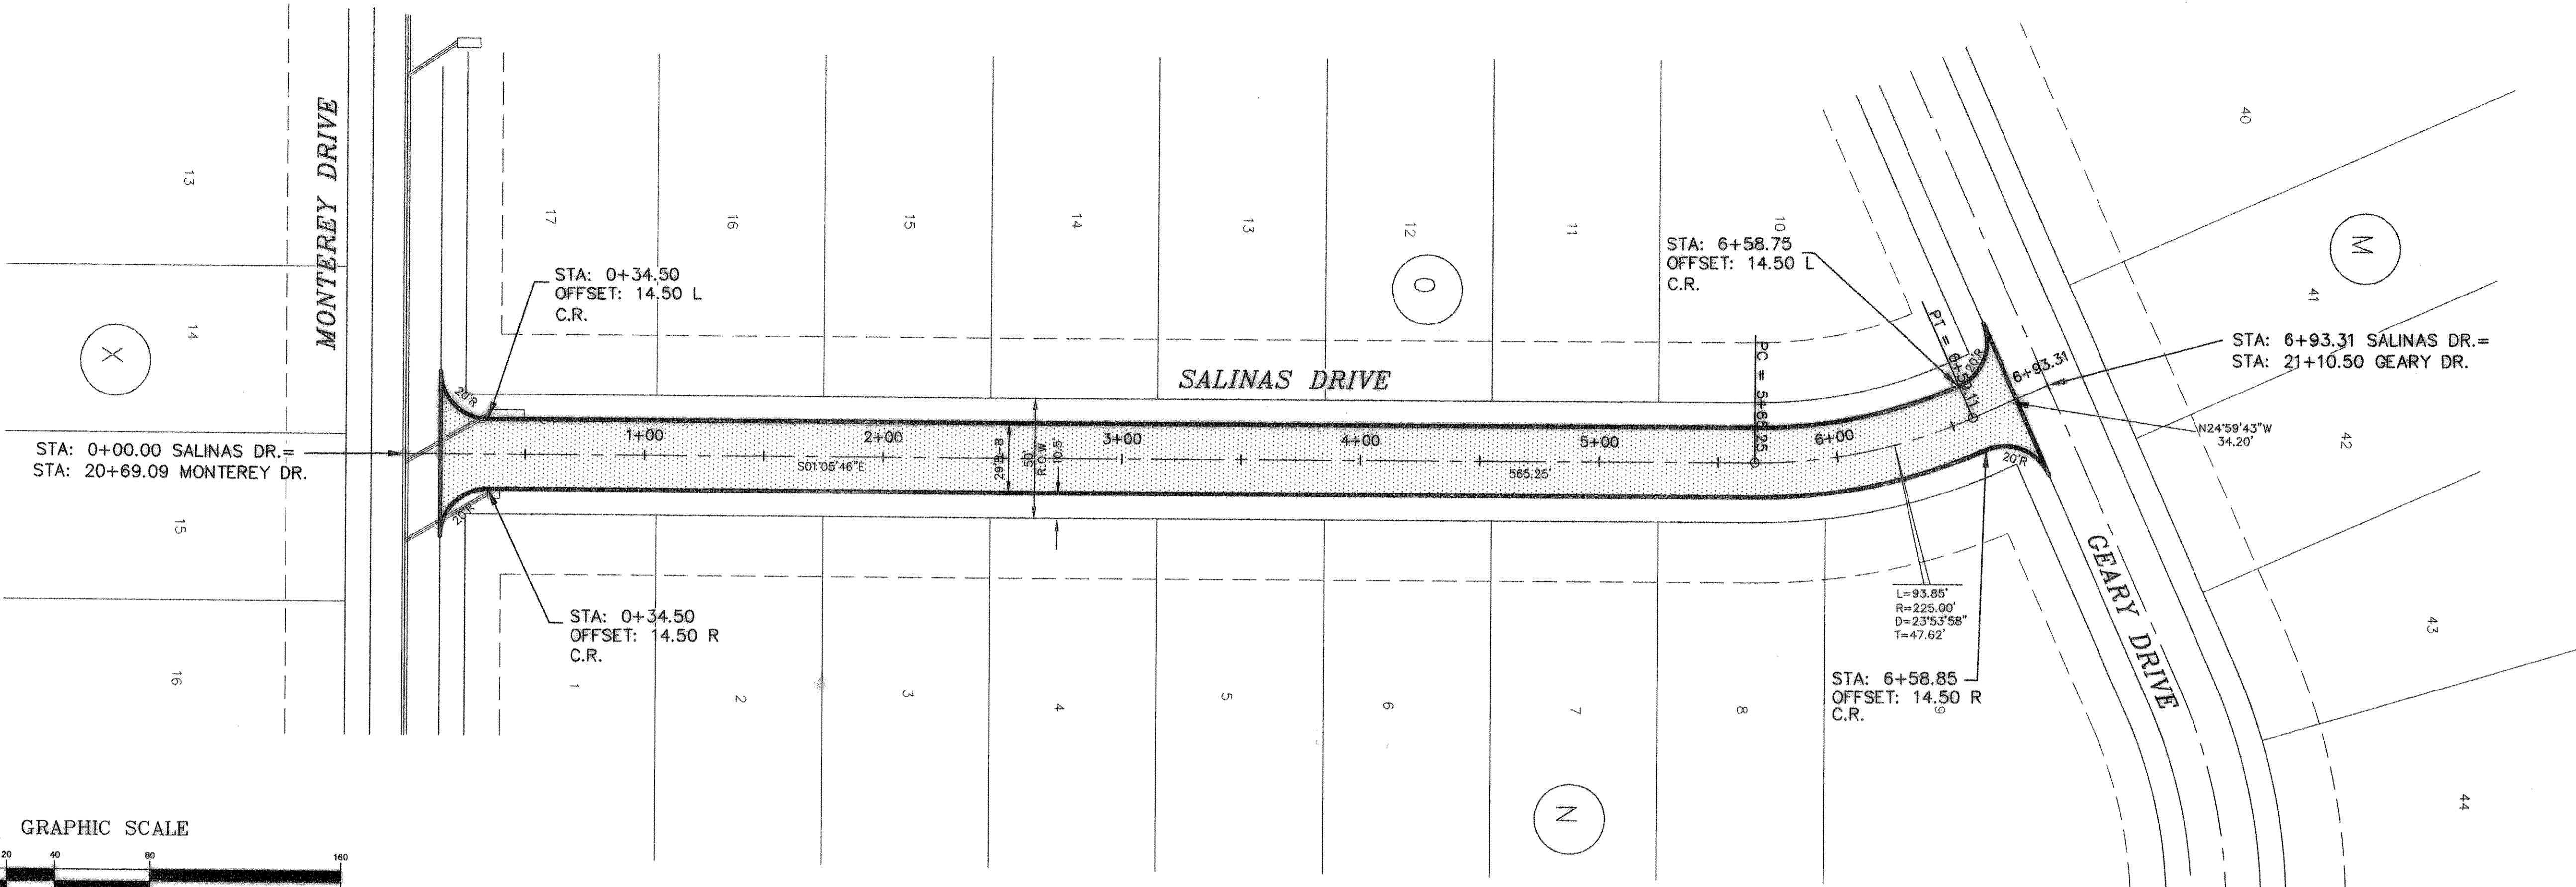 MONTEREY DRIVE
13
14
15
16
X
STA: 0+00.00 SALINAS DR.=
STA: 20+69.09 MONTEREY DR.
17
16
15
14
13
12
11
10
O
STA: 0+34.50
OFFSET: 14.50 L
C.R.
20'R
20'R
STA: 0+34.50
OFFSET: 14.50 R
C.R.
SALINAS DRIVE
1+00
2+00
3+00
4+00
5+00
6+00
S01°05'46"E
29' B-B
50'
R.O.W
10.5
565.25'
PC = 5+65.25
PT = 6+59.11
STA: 6+58.75
OFFSET: 14.50 L
C.R.
20'R
6+93.31
STA: 6+93.31 SALINAS DR.=
STA: 21+10.50 GEARY DR.
N24°59'43"W
34.20'
20'R
L=93.85'
R=225.00'
D=23°53'58"
T=47.62'
STA: 6+58.85
OFFSET: 14.50 R
C.R.
GEARY DRIVE
1
2
3
4
5
6
7
8
9
N
M
40
41
42
43
44
GRAPHIC SCALE
20 40 80 160